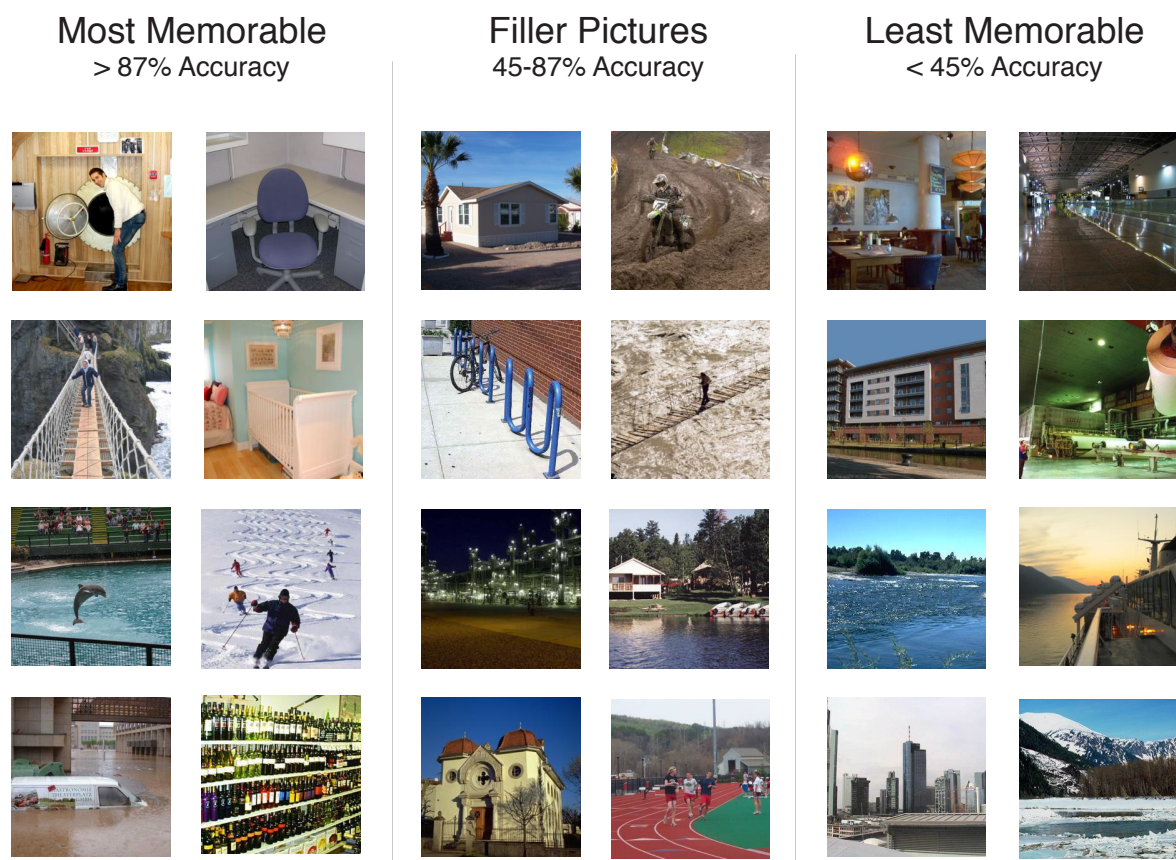 Most Memorable
> 87% Accuracy
Filler Pictures
45-87% Accuracy
Least Memorable
< 45% Accuracy